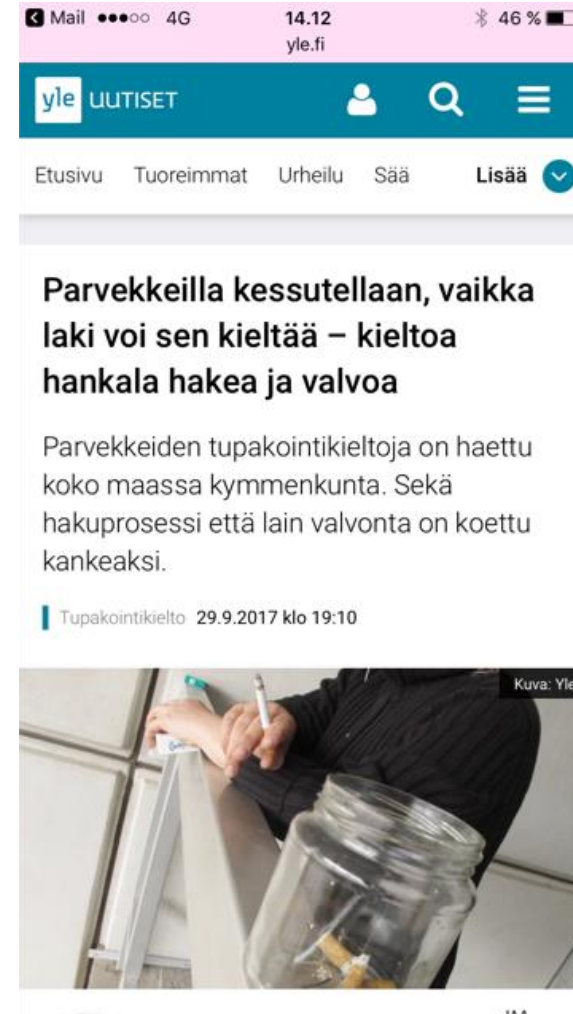 Mail 4G 14.12 46 %
yle.fi
yle UUTISET
Etusivu Tuoreimmat Urheilu Sää Lisää
Parvekkeilla kessutellaan, vaikka
laki voi sen kieltää – kieltoa
hankala hakea ja valvoa
Parvekkeiden tupakointikieltoja on haettu
koko maassa kymmenkunta. Sekä
hakuprosessi että lain valvonta on koettu
kankeaksi.
Tupakointikielto 29.9.2017 klo 19:10
Kuva: Yle